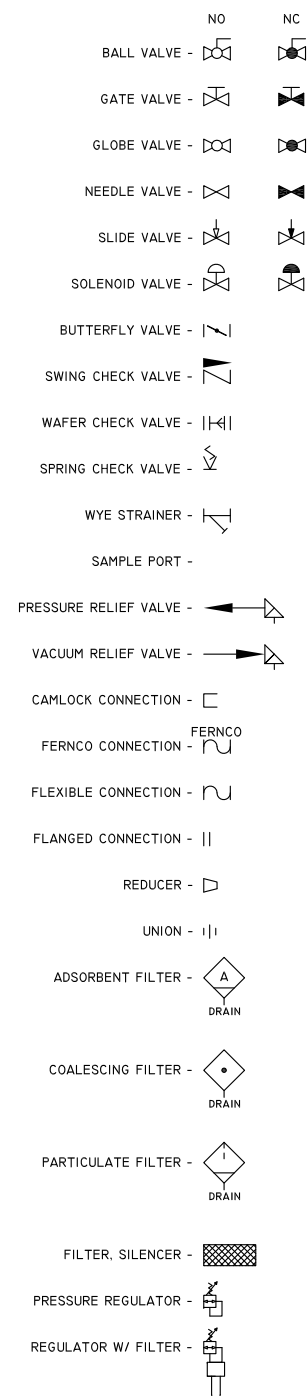 NO NC
BALL VALVE -
GATE VALVE -
GLOBE VALVE -
NEEDLE VALVE -
SLIDE VALVE -
SOLENOID VALVE -
BUTTERFLY VALVE -
SWING CHECK VALVE -
WAFER CHECK VALVE -
SPRING CHECK VALVE -
WYE STRAINER -
SAMPLE PORT -
PRESSURE RELIEF VALVE -
VACUUM RELIEF VALVE -
CAMLOCK CONNECTION -
FERNCO
FERNCO CONNECTION -
FLEXIBLE CONNECTION -
FLANGED CONNECTION -
REDUCER -
UNION -
ADSORBENT FILTER - A
DRAIN
COALESCING FILTER -
DRAIN
PARTICULATE FILTER -
DRAIN
FILTER, SILENCER -
PRESSURE REGULATOR -
REGULATOR W/ FILTER -